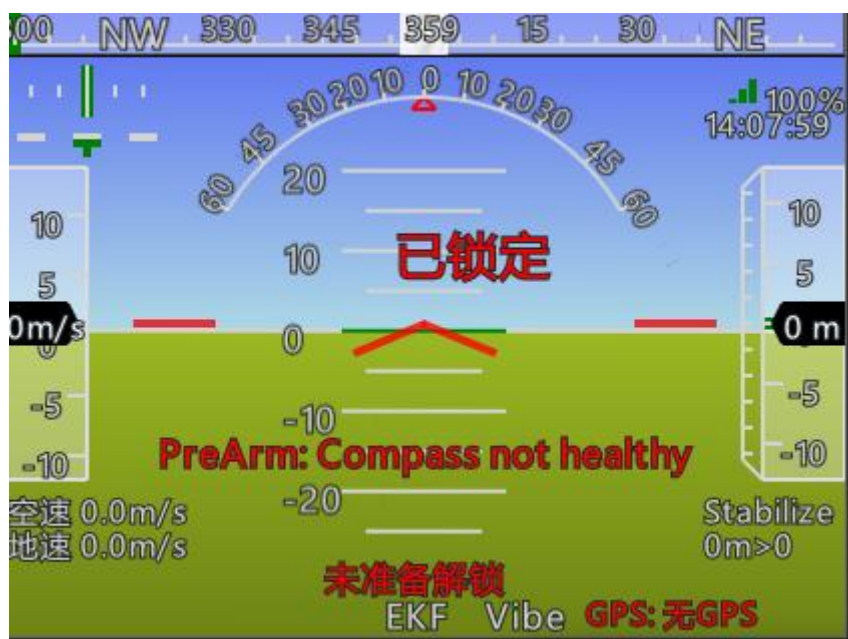 00 NW 330 345 359 15 30 NE
60 45 30 20 10 0 10 20 30 45 60
100%
14:07:59
20
10
0
-10
-20
10
5
0m/s
0
-5
-10
10
5
0 m
-5
-10
已锁定
PreArm: Compass not healthy
空速 0.0m/s
地速 0.0m/s
Stabilize
0m>0
未准备解锁
EKF Vibe GPS: 无GPS